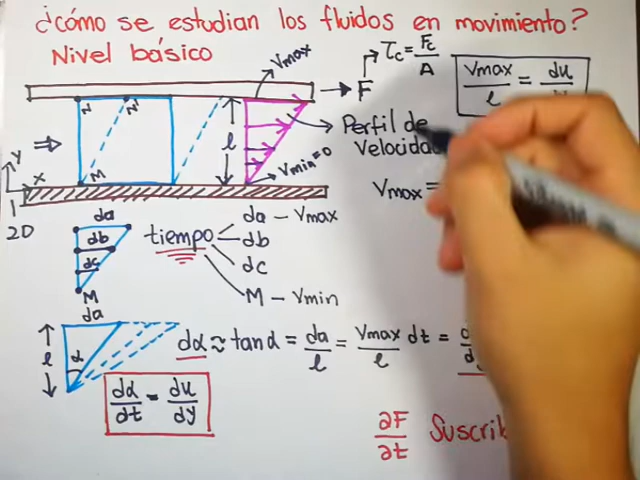 ¿cómo se estudian los fluidos en movimiento?
Nivel básico
Vmax
F
τc = Fc/A
Vmax/l = du/
N N'
l
Perfil de
velocida
Vmin=0
Vmax =
Y
X
M
2D
da
db
dc
M
tiempo
da - Vmax
db
dc
M - Vmin
da
l
α
dα ≈ tanα = da/l = Vmax/l dt =
dα/dt = du/dy
∂F/∂t Suscrib